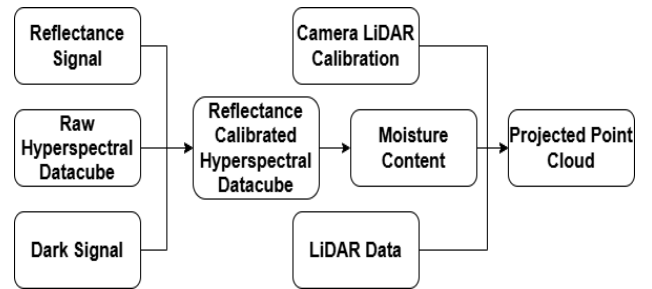 Reflectance
Signal
Camera LiDAR
Calibration
Raw
Hyperspectral
Datacube
Reflectance
Calibrated
Hyperspectral
Datacube
Moisture
Content
Projected Point
Cloud
Dark Signal
LiDAR Data